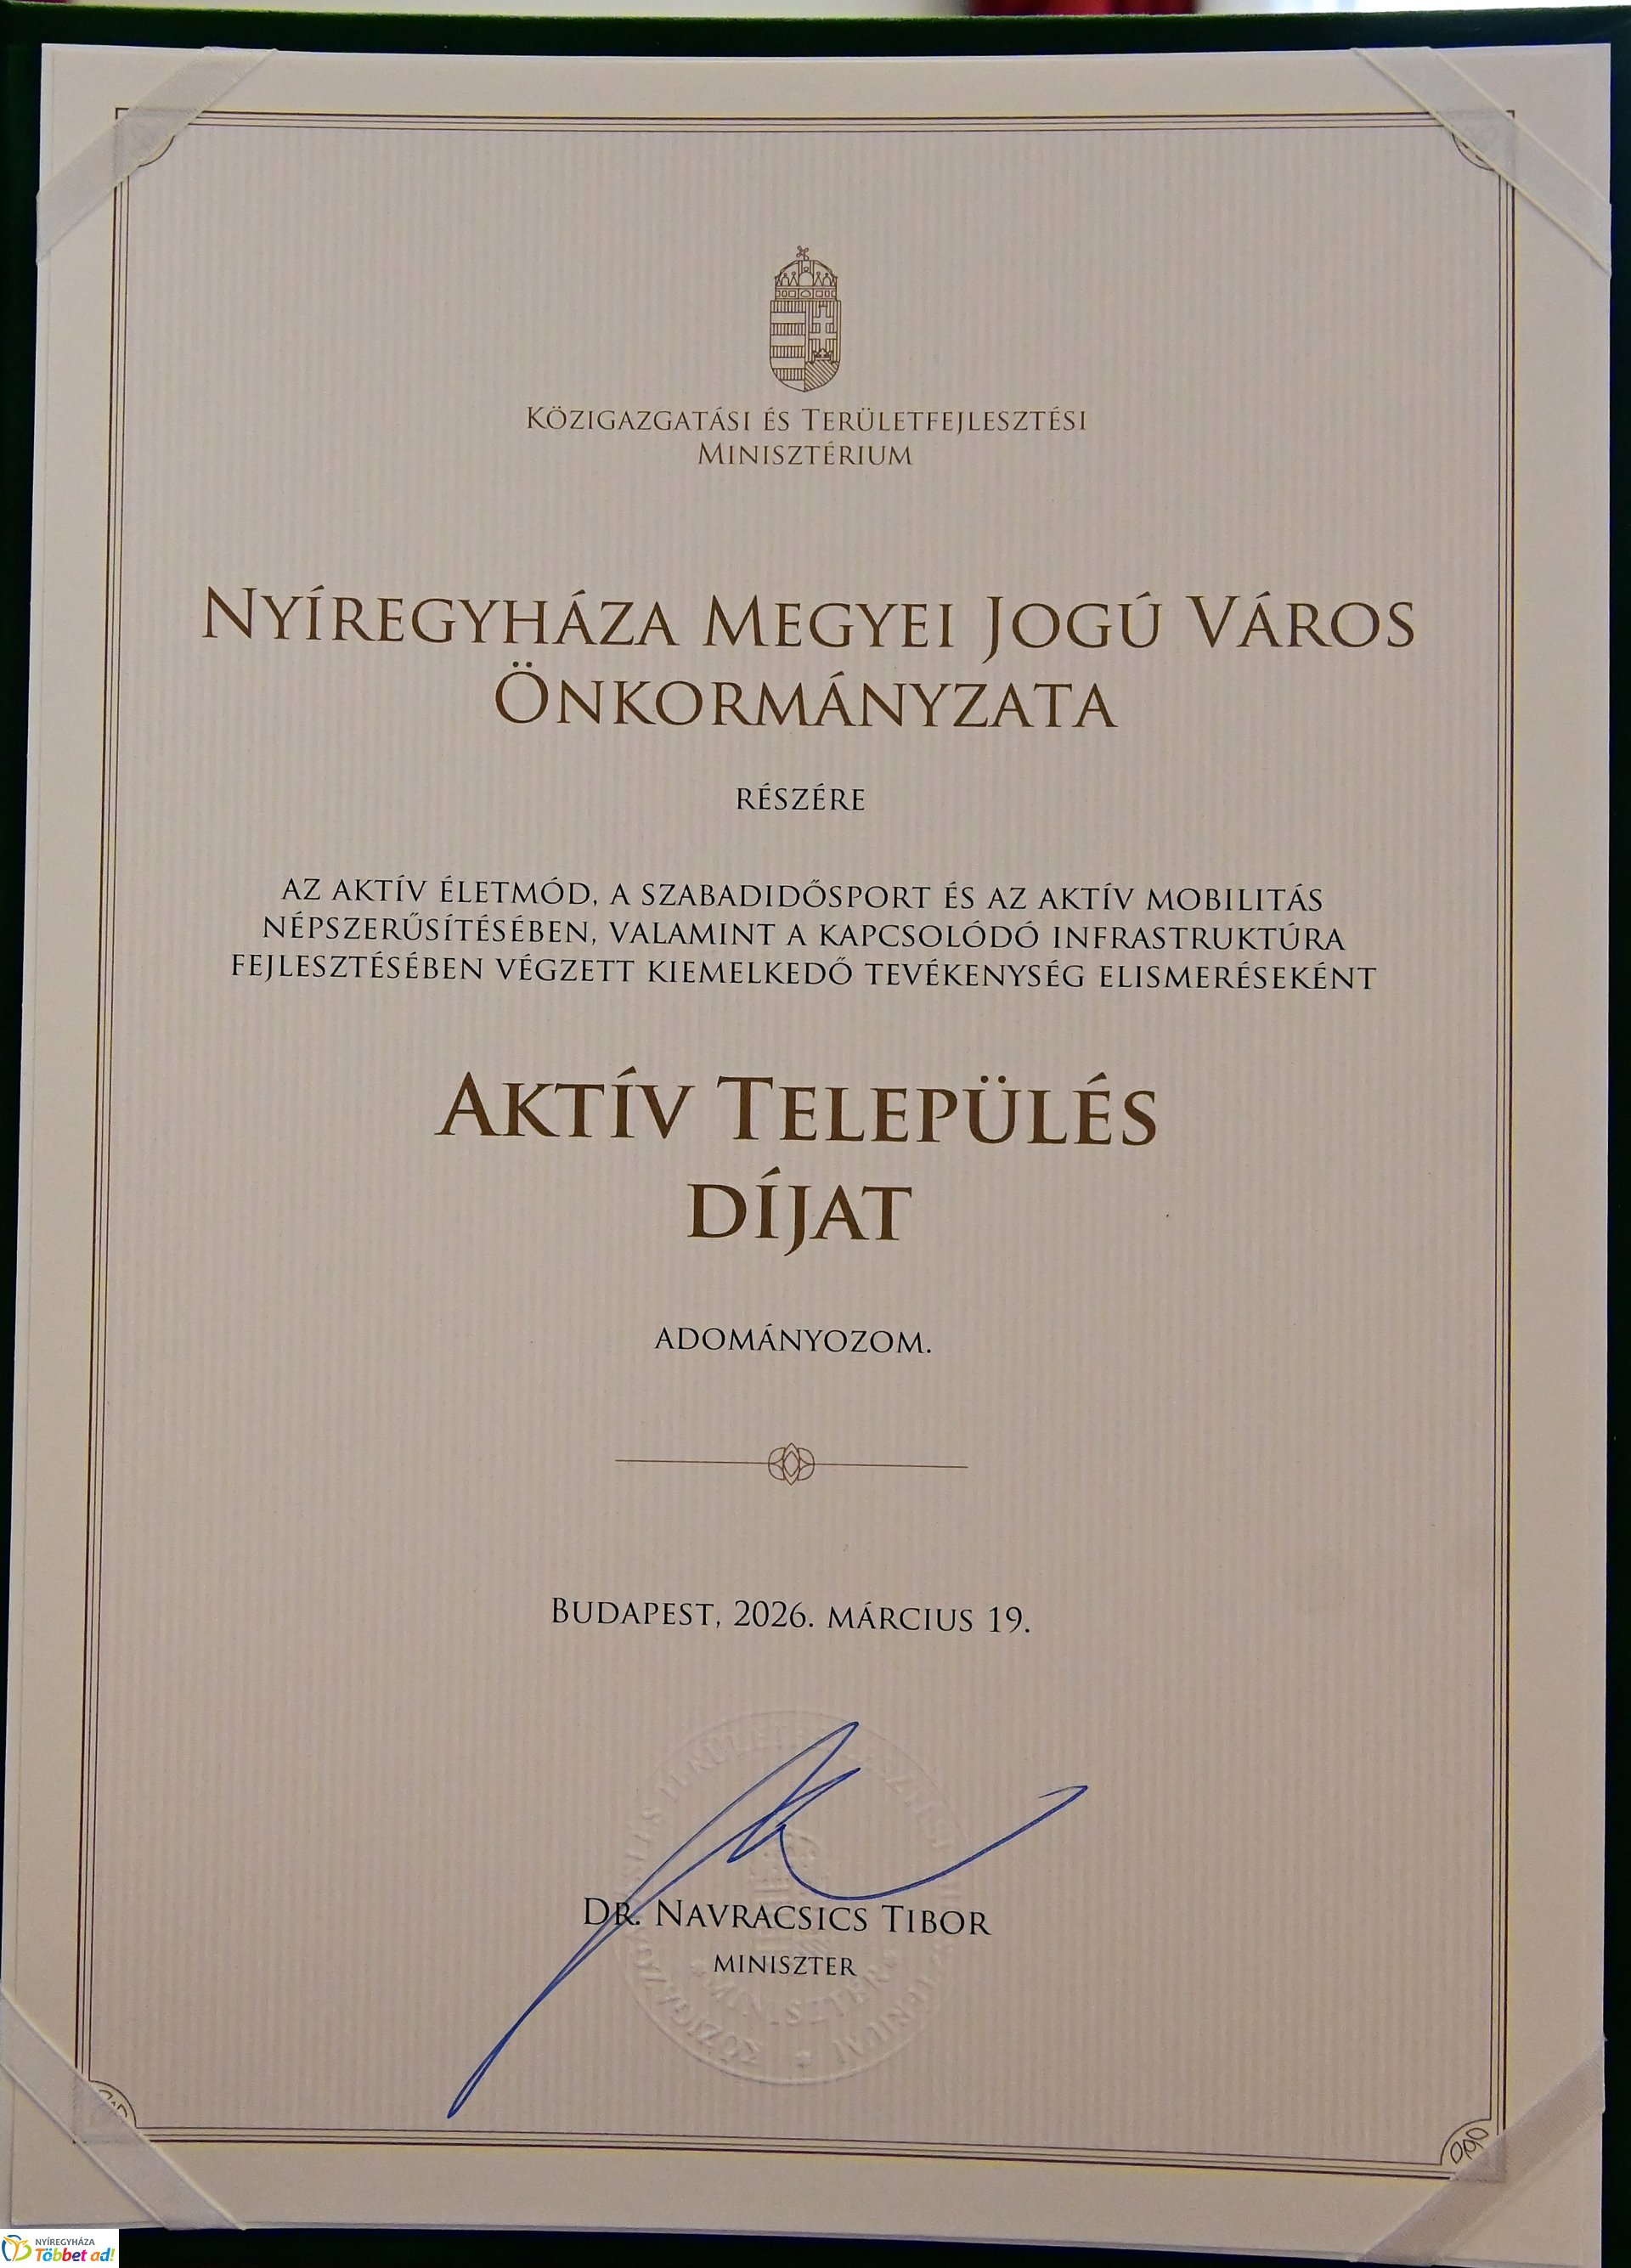 Közigazgatási és Területfejlesztési
Minisztérium
Nyíregyháza Megyei Jogú Város
Önkormányzata
részére
az aktív életmód, a szabadidősport és az aktív mobilitás
népszerűsítésében, valamint a kapcsolódó infrastruktúra
fejlesztésében végzett kiemelkedő tevékenység elismeréseként
Aktív Település
díjat
adományozom.
Budapest, 2026. március 19.
Dr. Navracsics Tibor
miniszter
NYÍREGYHÁZA
Többet ad!